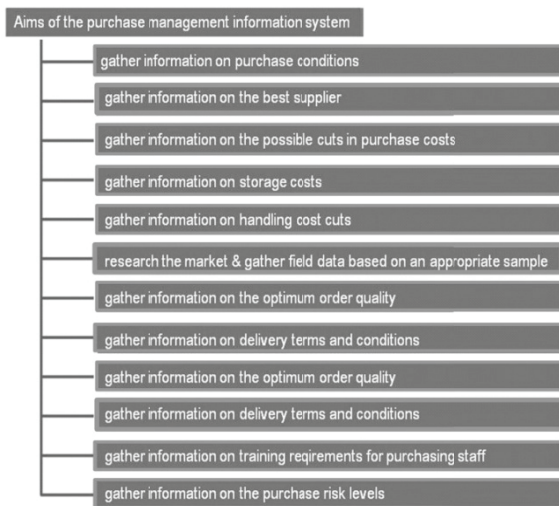 Aims of the purchase management information system
gather information on purchase conditions
gather information on the best supplier
gather information on the possible cuts in purchase costs
gather information on storage costs
gather information on handling cost cuts
research the market & gather field data based on an appropriate sample
gather information on the optimum order quality
gather information on delivery terms and conditions
gather information on the optimum order quality
gather information on delivery terms and conditions
gather information on training reqirements for purchasing staff
gather information on the purchase risk levels